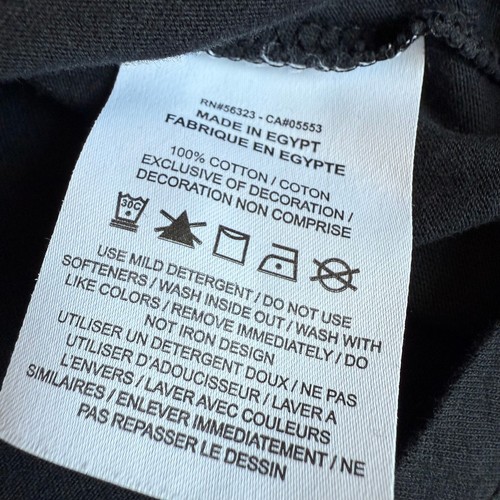 RN#56323 - CA#05553
MADE IN EGYPT
FABRIQUE EN EGYPTE
100% COTTON / COTON
EXCLUSIVE OF DECORATION /
DECORATION NON COMPRISE
30C
USE MILD DETERGENT / DO NOT USE
SOFTENERS / WASH INSIDE OUT / WASH WITH
LIKE COLORS / REMOVE IMMEDIATELY / DO
NOT IRON DESIGN
UTILISER UN DETERGENT DOUX / NE PAS
UTILISER D'ADOUCISSEUR / LAVER A
L'ENVERS / LAVER AVEC COULEURS
SIMILAIRES / ENLEVER IMMEDIATEMENT / NE
PAS REPASSER LE DESSIN